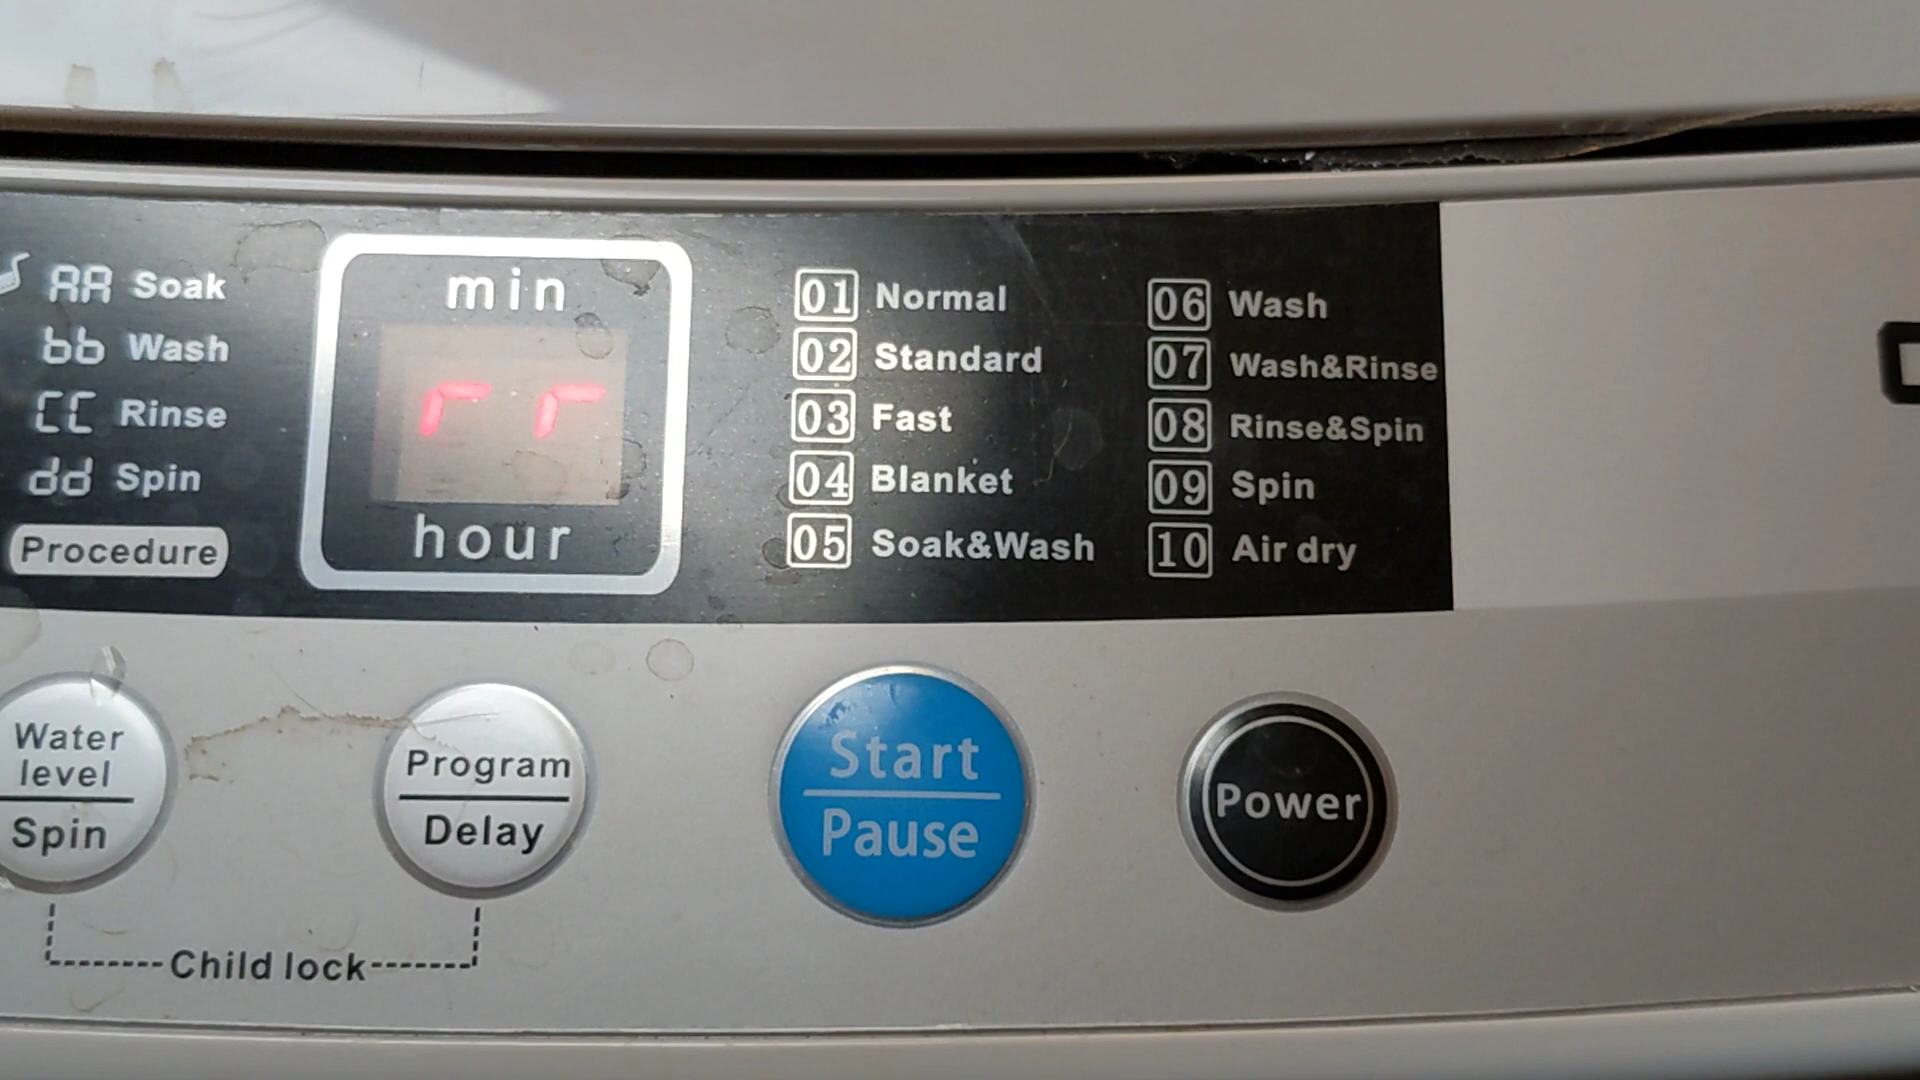 AA Soak
bb Wash
CC Rinse
dd Spin
Procedure
min
rr
hour
01 Normal
02 Standard
03 Fast
04 Blanket
05 Soak&Wash
06 Wash
07 Wash&Rinse
08 Rinse&Spin
09 Spin
10 Air dry
Water
level
Spin
Program
Delay
Start
Pause
Power
Child lock